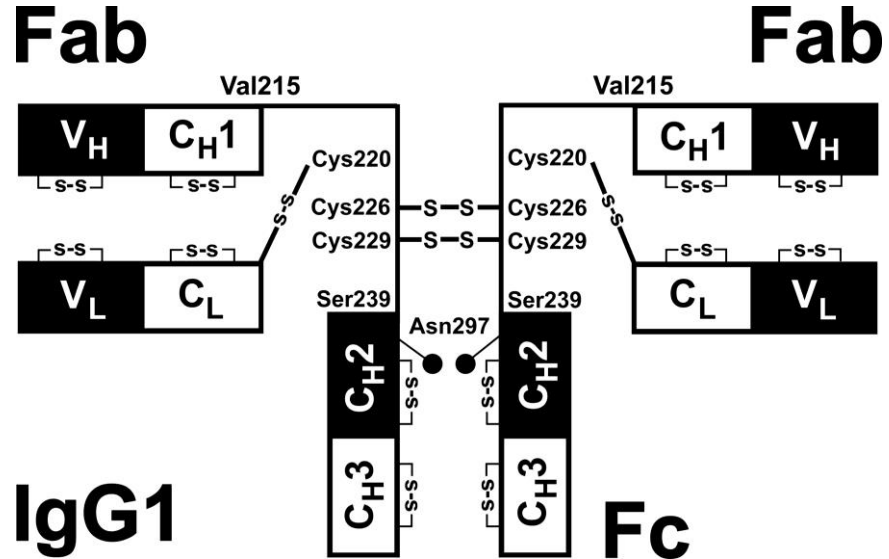 Fab Fab
Val215 Val215
VH CH1 CH1 VH
s-s s-s s-s s-s
Cys220 Cys220
s-s s-s
Cys226 S S Cys226
Cys229 S S Cys229
s-s s-s s-s s-s
VL CL CL VL
Ser239 Ser239
Asn297
CH2 CH2
s-s s-s
CH3 CH3
s-s s-s
IgG1 Fc